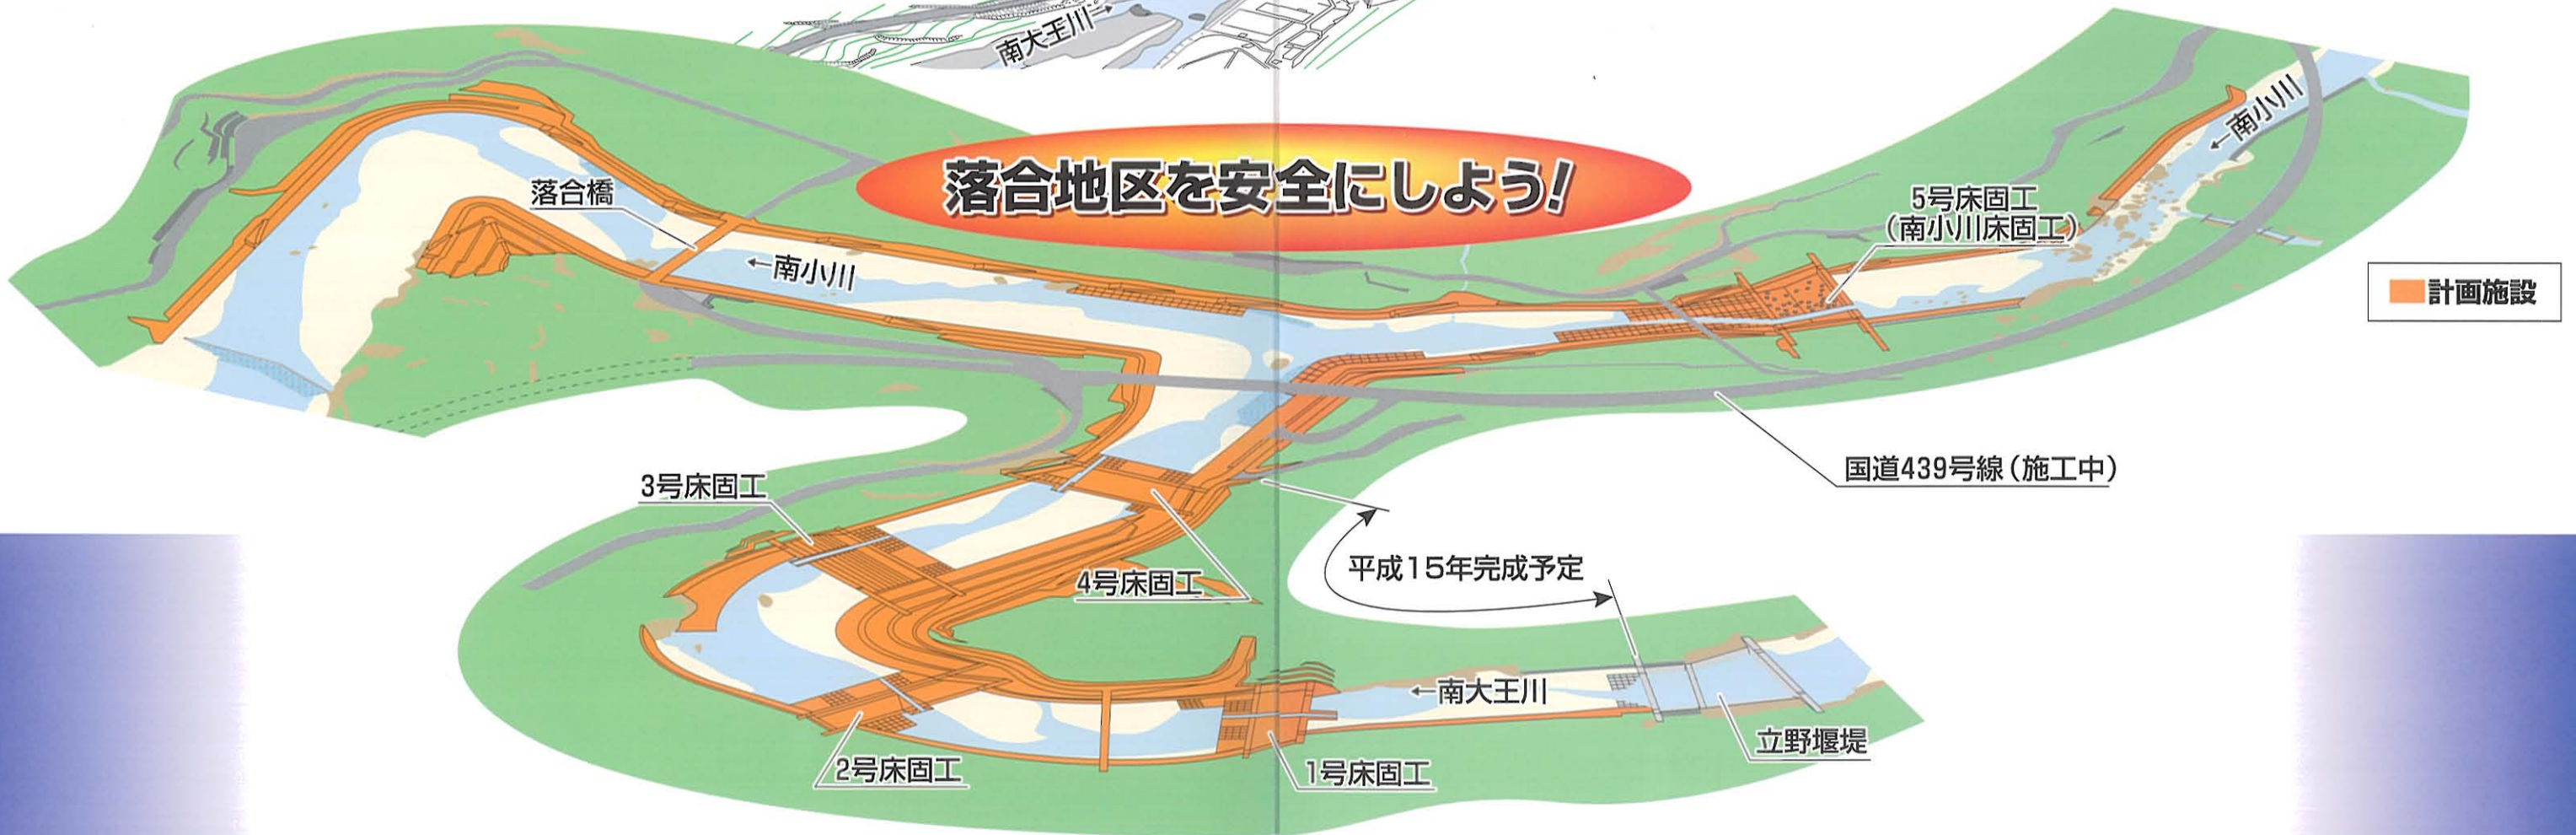 南大王川→
落合地区を安全にしよう!
←南小川
落合橋
5号床固工
(南小川床固工)
←南小川
計画施設
国道439号線(施工中)
3号床固工
平成15年完成予定
4号床固工
←南大王川
立野堰堤
2号床固工
1号床固工